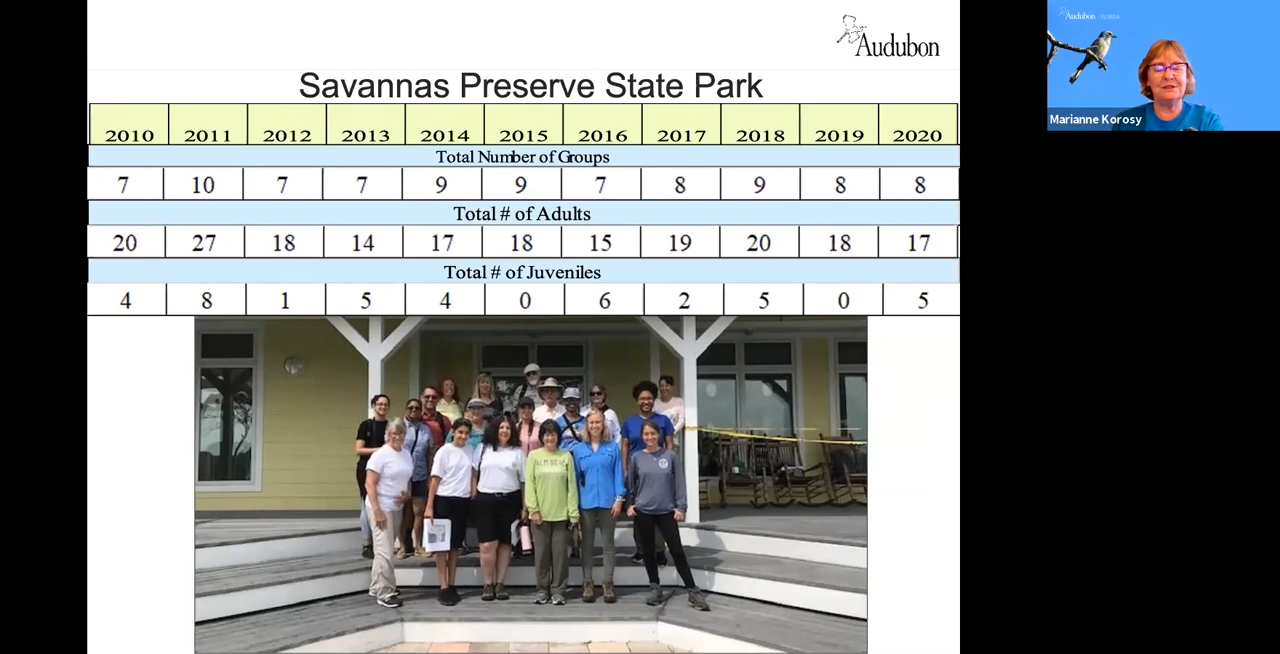 Audubon
Audubon | FLORIDA
Savannas Preserve State Park
Marianne Korosy
2010 2011 2012 2013 2014 2015 2016 2017 2018 2019 2020
Total Number of Groups
7 10 7 7 9 9 7 8 9 8 8
Total # of Adults
20 27 18 14 17 18 15 19 20 18 17
Total # of Juveniles
4 8 1 5 4 0 6 2 5 0 5